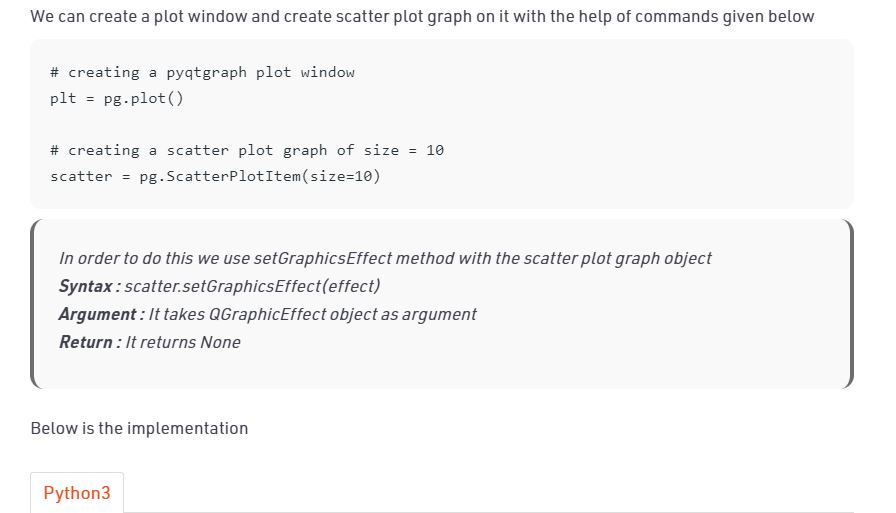 We can create a plot window and create scatter plot graph on it with the help of commands given below
# creating a pyqtgraph plot window
plt = pg.plot()
# creating a scatter plot graph of size = 10
scatter = pg.ScatterPlotItem(size=10)
In order to do this we use setGraphicsEffect method with the scatter plot graph object
Syntax : scatter.setGraphicsEffect(effect)
Argument : It takes QGraphicEffect object as argument
Return : It returns None
Below is the implementation
Python3